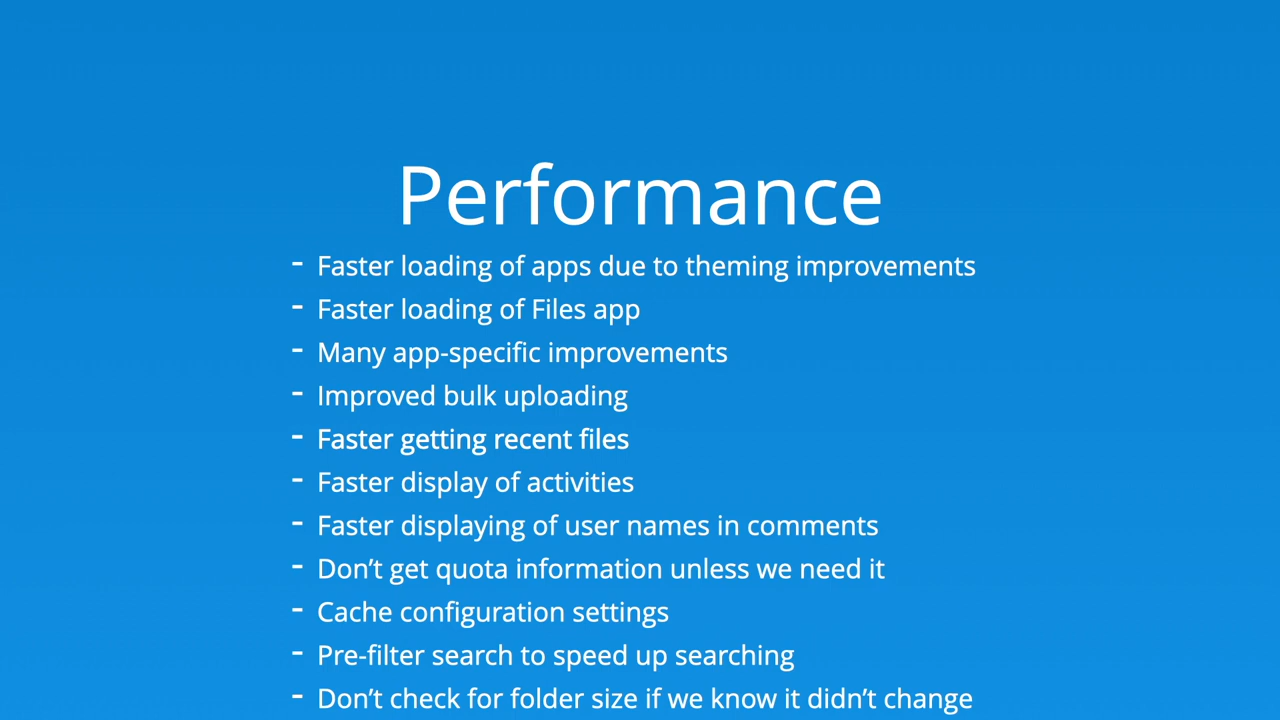 Performance
- Faster loading of apps due to theming improvements
- Faster loading of Files app
- Many app-specific improvements
- Improved bulk uploading
- Faster getting recent files
- Faster display of activities
- Faster displaying of user names in comments
- Don’t get quota information unless we need it
- Cache configuration settings
- Pre-filter search to speed up searching
- Don’t check for folder size if we know it didn’t change